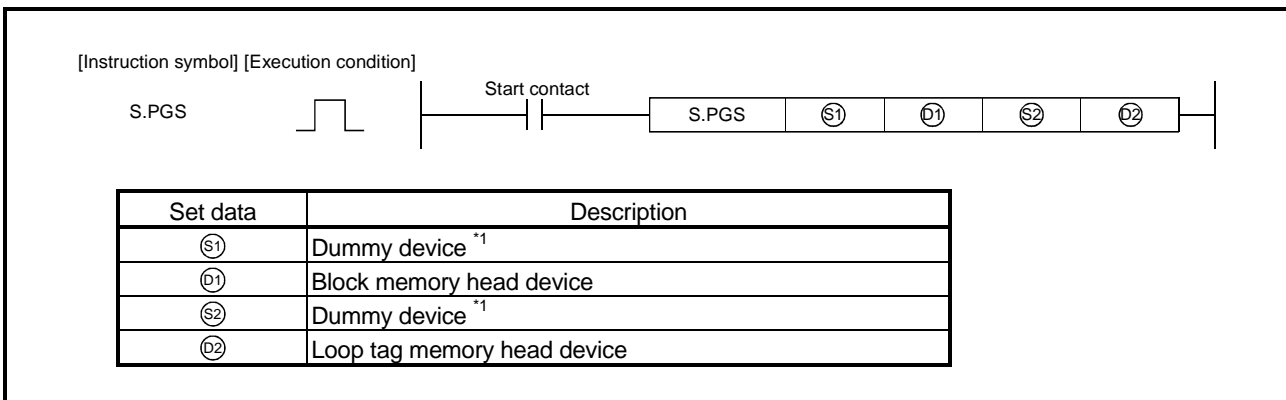 [Instruction symbol] [Execution condition]
Start contact
S.PGS S.PGS S1 D1 S2 D2
Set data Description
S1 Dummy device *1
D1 Block memory head device
S2 Dummy device *1
D2 Loop tag memory head device